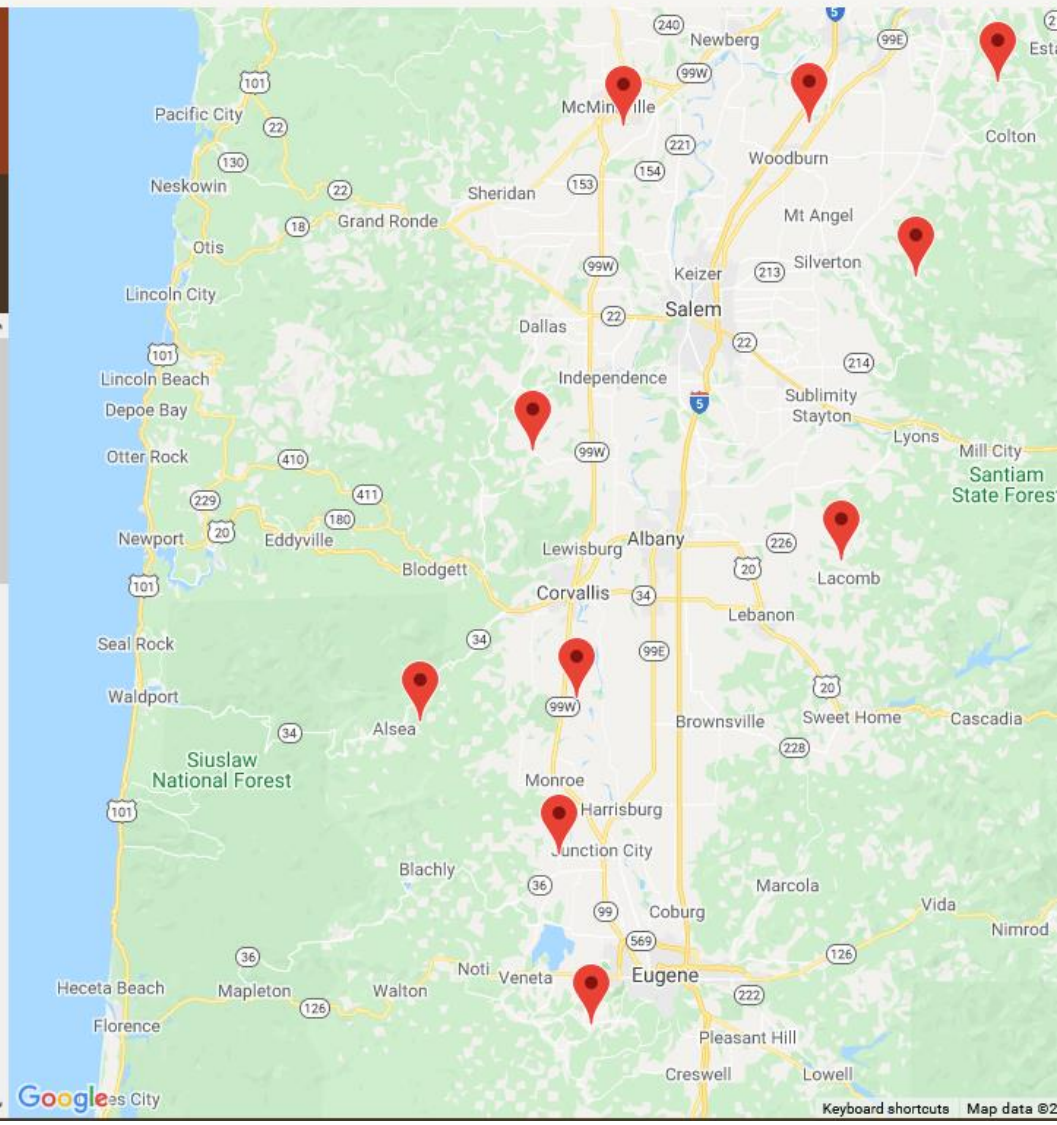 5
240
Newberg
99E
101
99W
McMin ville
Pacific City
22
Colton
221
130
Woodburn
154
Neskowin
22
Sheridan
153
Mt Angel
18
Grand Ronde
Otis
99W
Keizer
213
Silverton
Lincoln City
Salem
22
Dallas
22
101
214
Lincoln Beach
Independence
Sublimity
5
Depoe Bay
Stayton
Lyons
99W
Mill City
Otter Rock
410
Santiam
State Forest
411
229
180
20
Newport
Eddyville
Lewisburg
Albany
226
Blodgett
20
Lacomb
101
Corvallis
34
Lebanon
34
Seal Rock
99E
20
Waldport
99W
Alsea
Brownsville
Sweet Home
Cascadia
34
228
Siuslaw
National Forest
Monroe
101
Harrisburg
Junction City
Blachly
36
Marcola
Vida
99
Coburg
Nimrod
569
36
126
Noti
Veneta
Eugene
Heceta Beach
Mapleton
Walton
222
126
Florence
Pleasant Hill
Creswell
Lowell
Google
es City
Keyboard shortcuts
Map data ©2